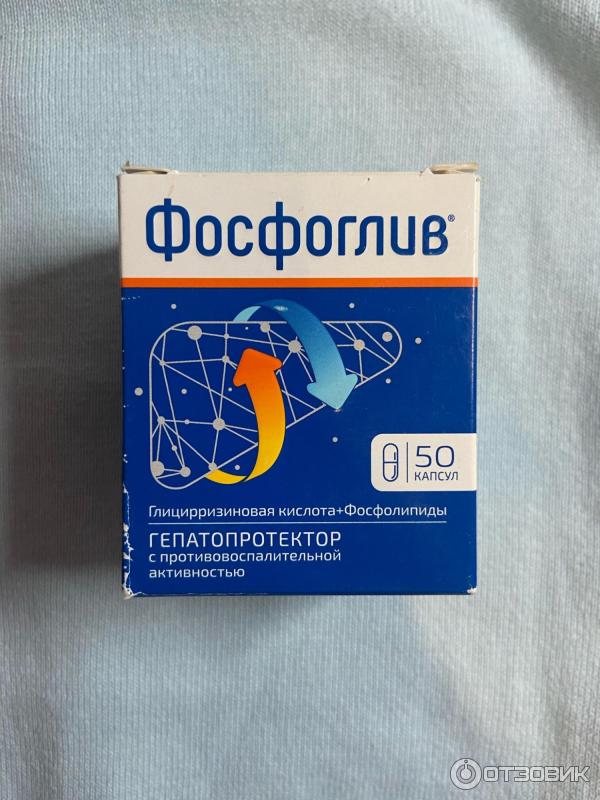 Фосфоглив®
50
КАПСУЛ
Глицирризиновая кислота+Фосфолипиды
ГЕПАТОПРОТЕКТОР
с противовоспалительной
активностью
ОТЗОВИК